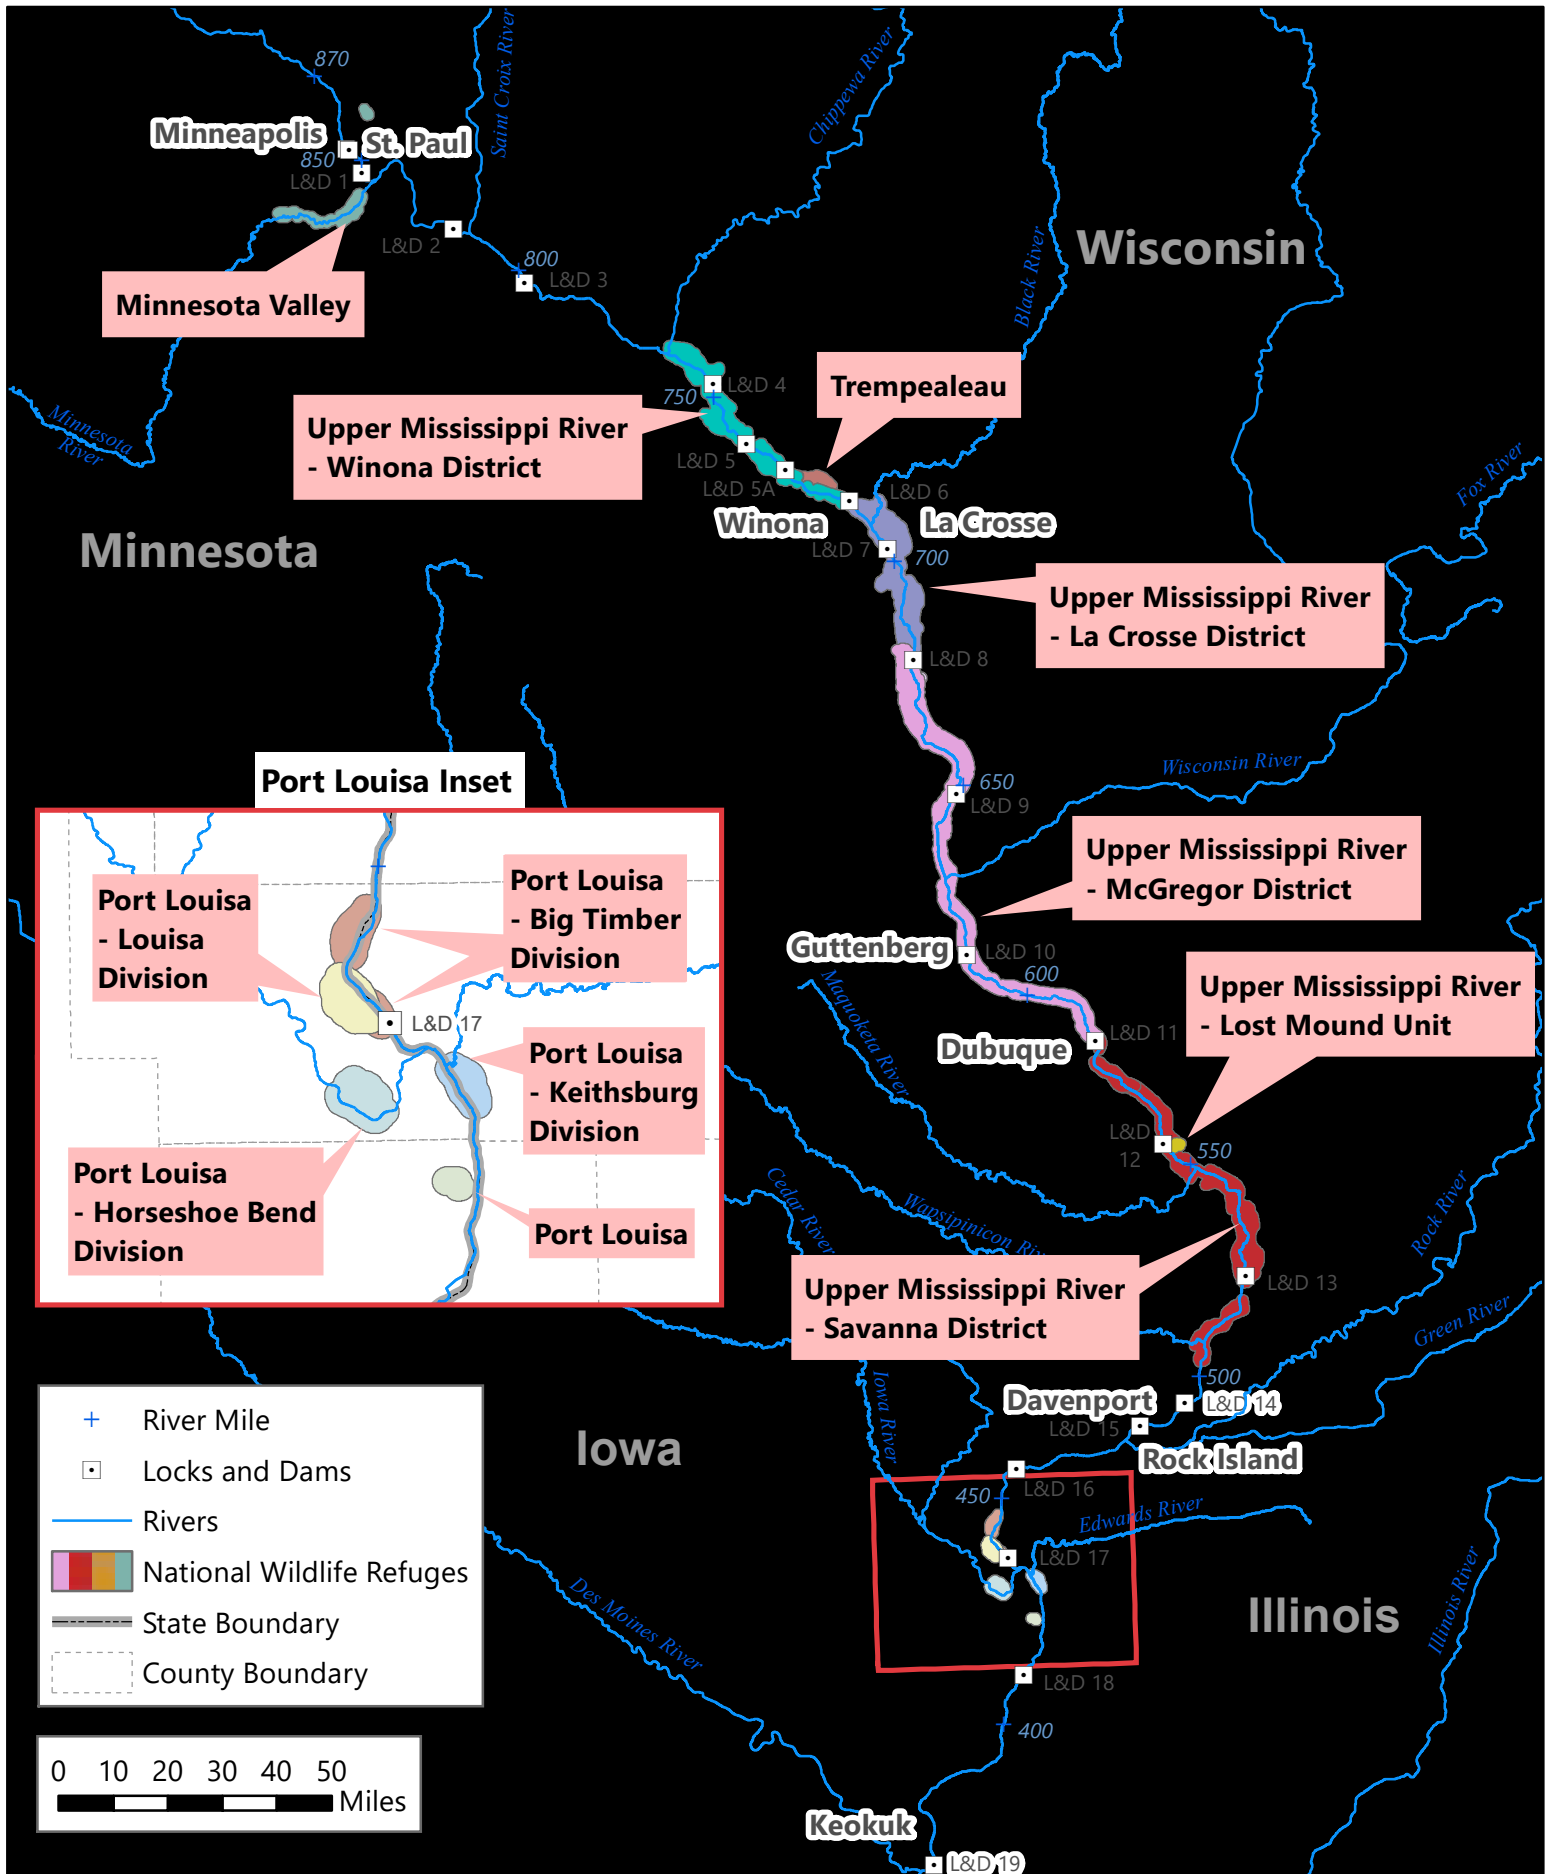 870
Saint Croix River
Chippewa River
Minneapolis
St. Paul
850
L&D 1
L&D 2
800
L&D 3
Minnesota Valley
Black River
Wisconsin
Minnesota
River
750
L&D 4
Trempealeau
Upper Mississippi River
- Winona District
L&D 5
L&D 5A
L&D 6
Winona
La Crosse
L&D 7
700
Fox River
Minnesota
Upper Mississippi River
- La Crosse District
L&D 8
Wisconsin River
650
L&D 9
Upper Mississippi River
- McGregor District
Guttenberg
L&D 10
600
Maquoketa River
Upper Mississippi River
- Lost Mound Unit
L&D 11
Dubuque
L&D
12
550
Cedar River
Wapsipinicon Riv
Rock River
Upper Mississippi River
- Savanna District
L&D 13
Green River
500
Iowa River
Davenport
L&D 14
L&D 15
Rock Island
Iowa
L&D 16
450
Edwards River
L&D 17
Illinois
Illinois River
Des Moines River
L&D 18
400
Keokuk
L&D 19
Port Louisa Inset
Port Louisa
- Louisa
Division
Port Louisa
- Big Timber
Division
L&D 17
Port Louisa
- Keithsburg
Division
Port Louisa
- Horseshoe Bend
Division
Port Louisa
River Mile
Locks and Dams
Rivers
National Wildlife Refuges
State Boundary
County Boundary
0 10 20 30 40 50
Miles